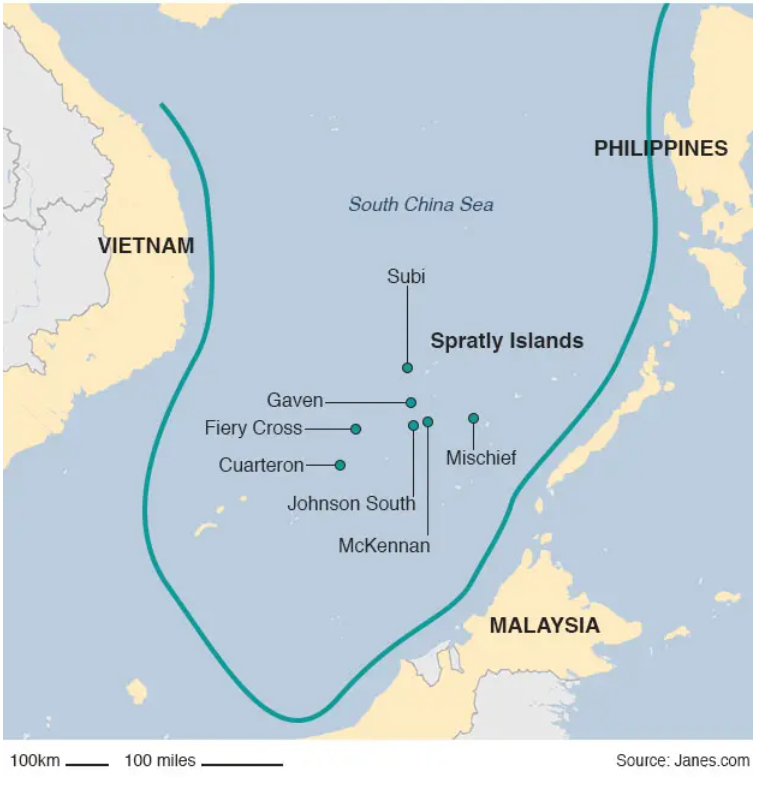 PHILIPPINES
South China Sea
VIETNAM
Subi
Spratly Islands
Gaven
Fiery Cross
Mischief
Cuarteron
Johnson South
McKennan
MALAYSIA
100km
100 miles
Source: Janes.com